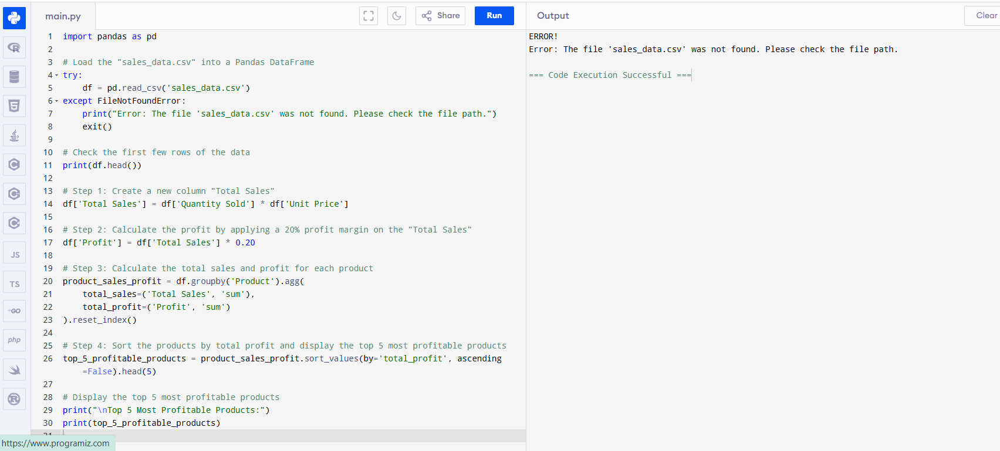 main.py
Share
Run
Output
Clear
1 import pandas as pd
2
3 # Load the "sales_data.csv" into a Pandas DataFrame
4 try:
5     df = pd.read_csv('sales_data.csv')
6 except FileNotFoundError:
7     print("Error: The file 'sales_data.csv' was not found. Please check the file path.")
8     exit()
9
10 # Check the first few rows of the data
11 print(df.head())
12
13 # Step 1: Create a new column "Total Sales"
14 df['Total Sales'] = df['Quantity Sold'] * df['Unit Price']
15
16 # Step 2: Calculate the profit by applying a 20% profit margin on the "Total Sales"
17 df['Profit'] = df['Total Sales'] * 0.20
18
19 # Step 3: Calculate the total sales and profit for each product
20 product_sales_profit = df.groupby('Product').agg(
21     total_sales=('Total Sales', 'sum'),
22     total_profit=('Profit', 'sum')
23 ).reset_index()
24
25 # Step 4: Sort the products by total profit and display the top 5 most profitable products
26 top_5_profitable_products = product_sales_profit.sort_values(by='total_profit', ascending
=False).head(5)
27
28 # Display the top 5 most profitable products
29 print("\nTop 5 Most Profitable Products:")
30 print(top_5_profitable_products)
31
ERROR!
Error: The file 'sales_data.csv' was not found. Please check the file path.
=== Code Execution Successful ===
JS
TS
GO
php
https://www.programiz.com